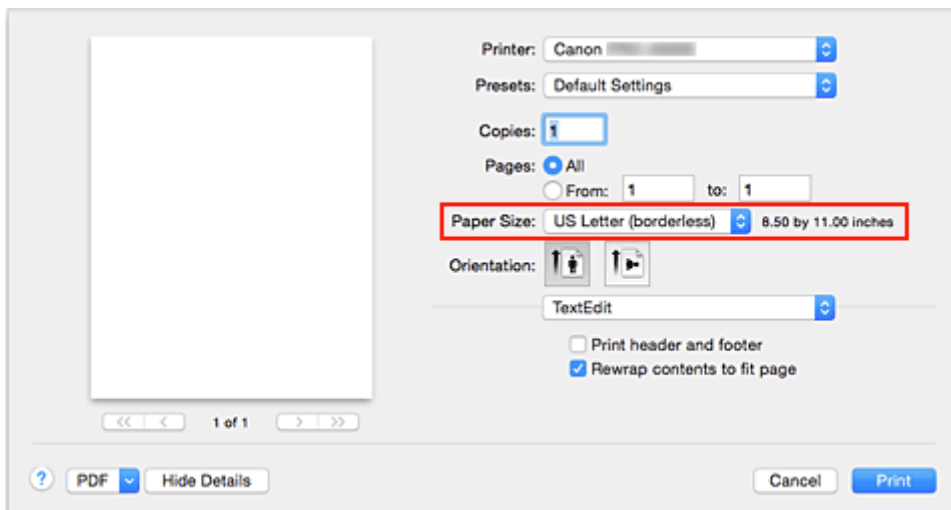 Printer: Canon
Presets: Default Settings
Copies: 1
Pages: All
From: 1 to: 1
Paper Size: US Letter (borderless) 8.50 by 11.00 inches
Orientation:
TextEdit
Print header and footer
Rewrap contents to fit page
<< < 1 of 1 > >>
? PDF Hide Details Cancel Print